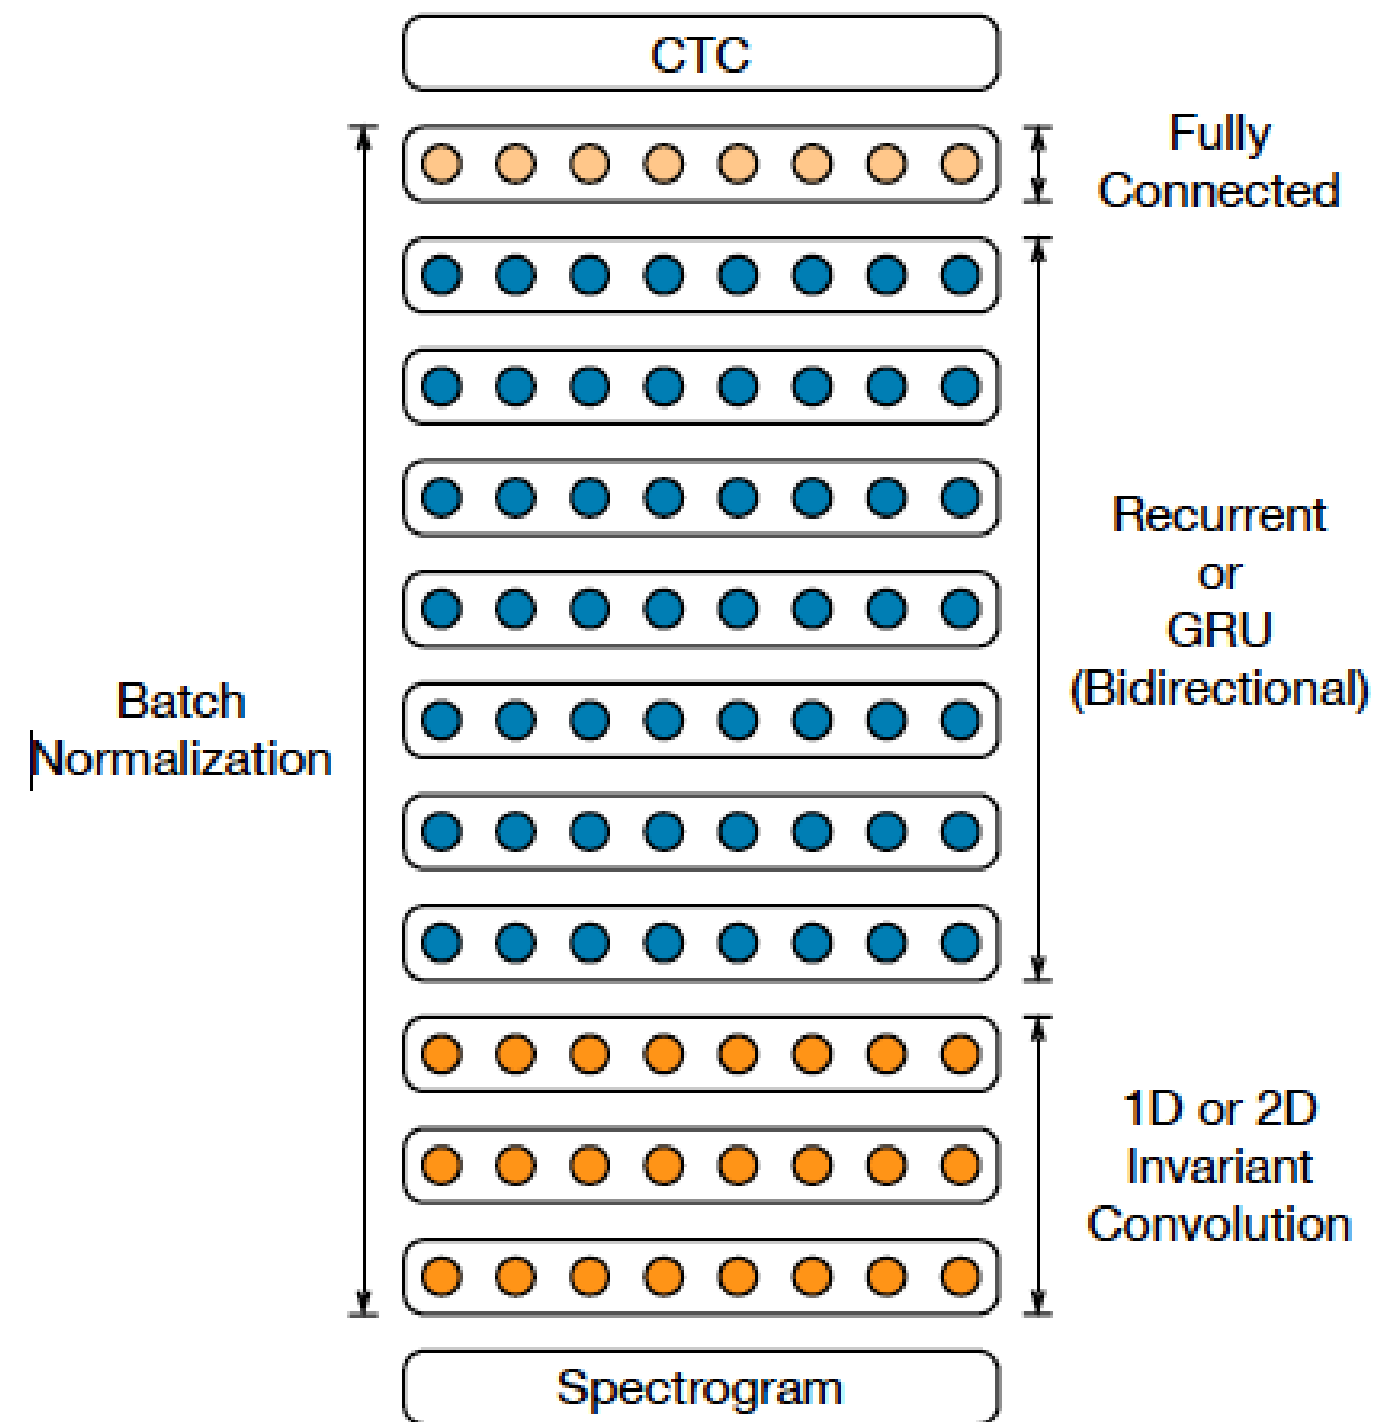 CTC
Fully
Connected
Recurrent
or
GRU
(Bidirectional)
Batch
Normalization
1D or 2D
Invariant
Convolution
Spectrogram